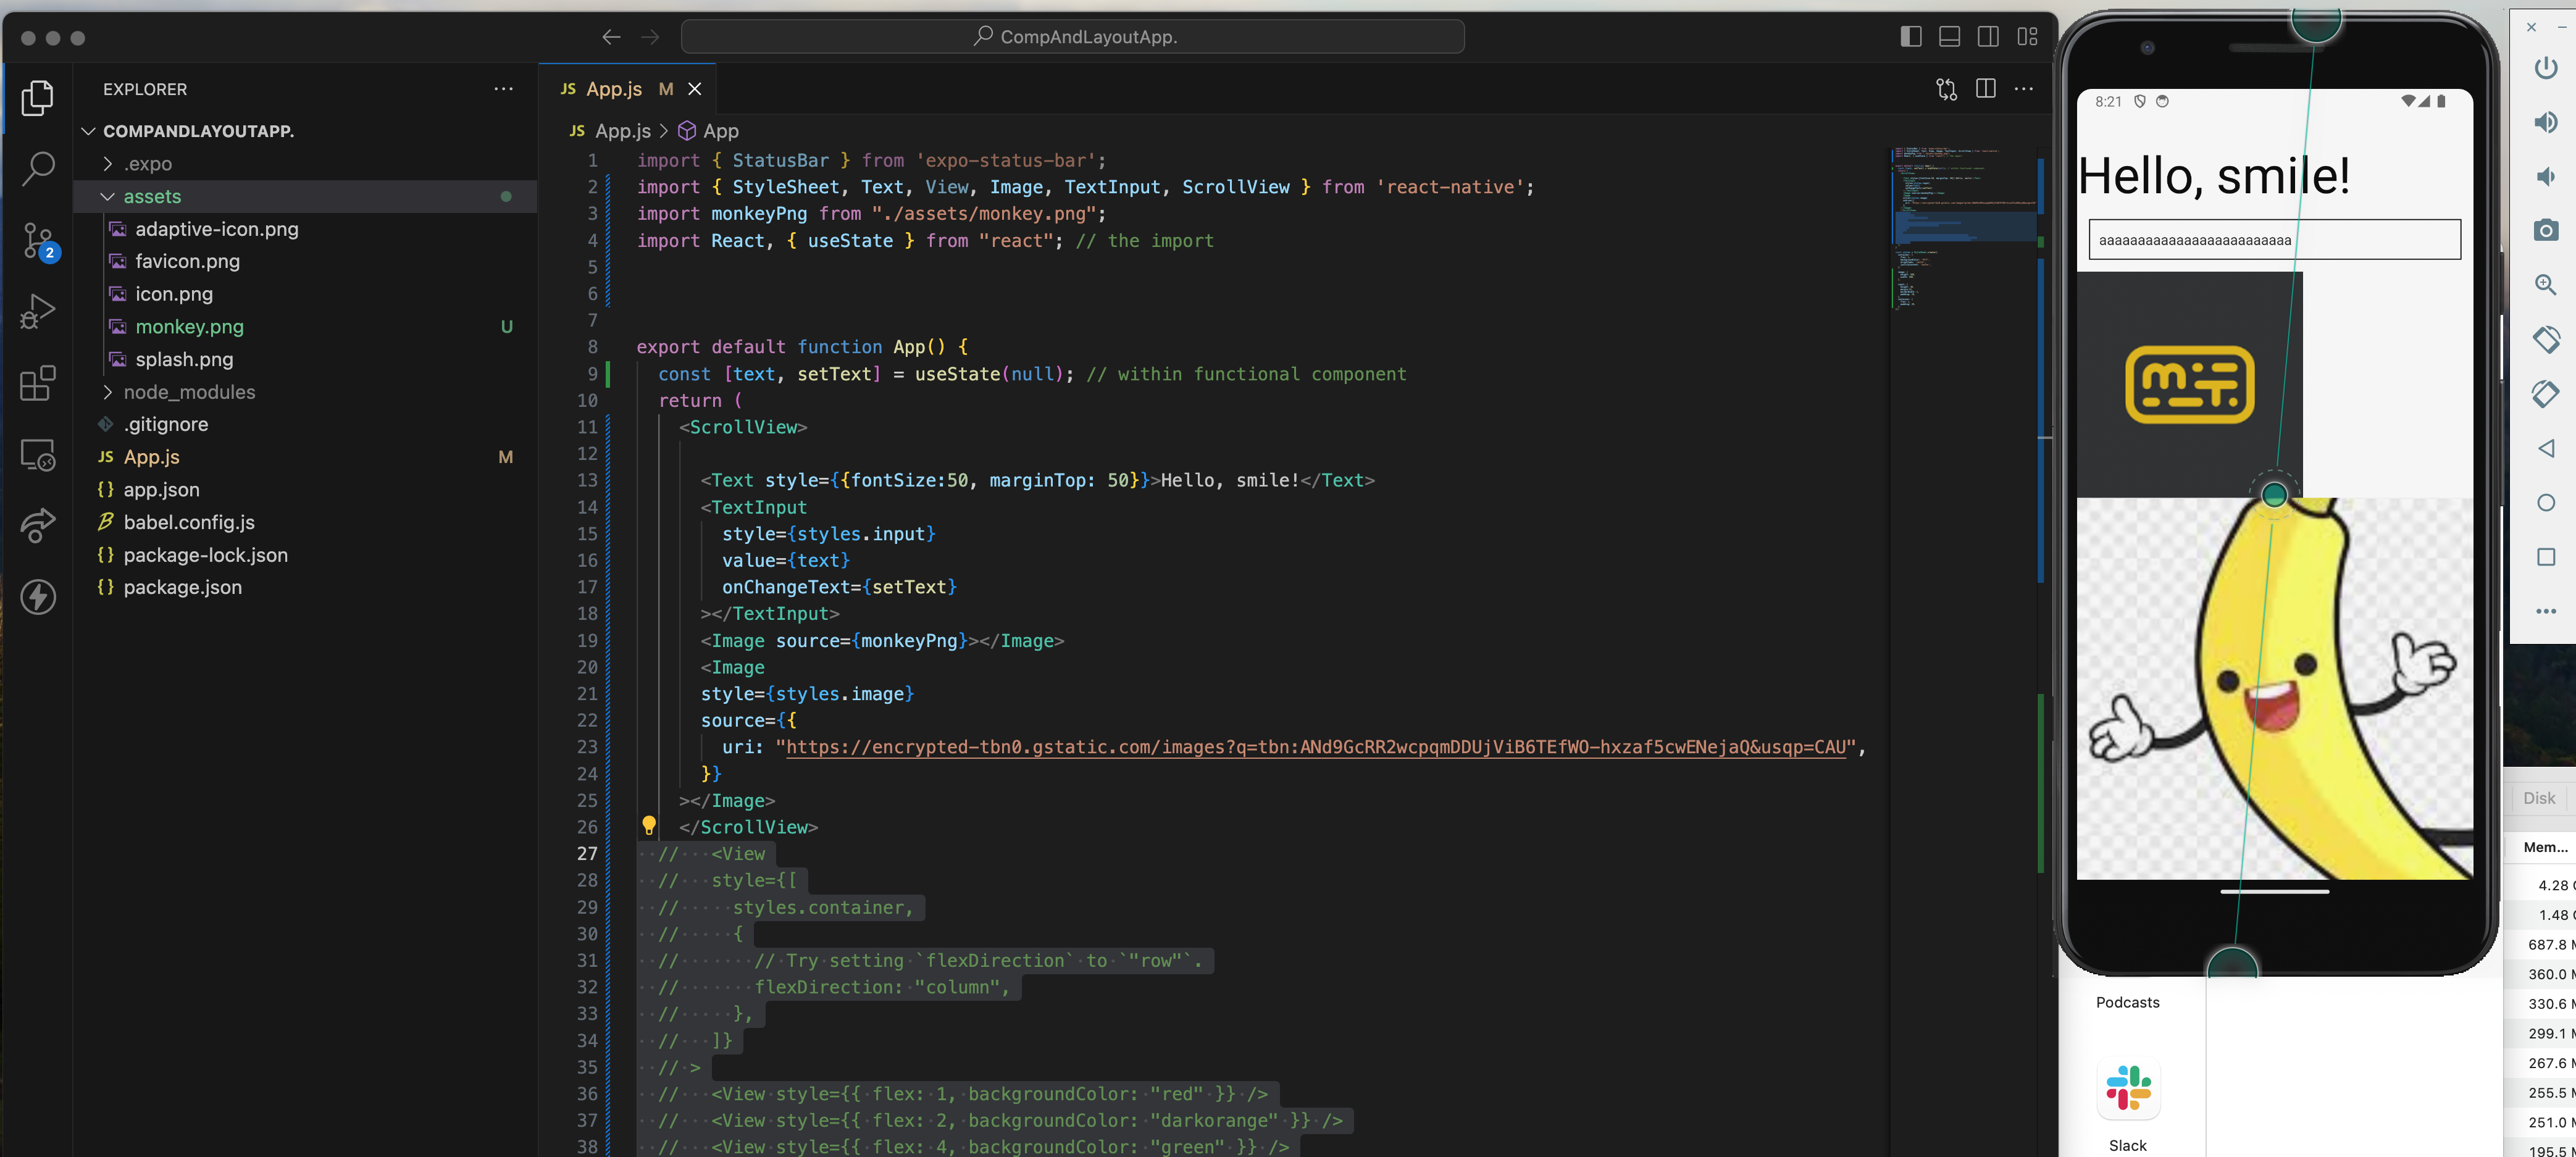 CompAndLayoutApp.
EXPLORER
COMPANDLAYOUTAPP.
.expo
assets
adaptive-icon.png
favicon.png
icon.png
monkey.png U
splash.png
node_modules
.gitignore
JS App.js M
{} app.json
babel.config.js
{} package-lock.json
{} package.json
2
JS App.js M
JS App.js > App
1 import { StatusBar } from 'expo-status-bar';
2 import { StyleSheet, Text, View, Image, TextInput, ScrollView } from 'react-native';
3 import monkeyPng from "./assets/monkey.png";
4 import React, { useState } from "react"; // the import
5
6
7
8 export default function App() {
9 const [text, setText] = useState(null); // within functional component
10 return (
11 <ScrollView>
12
13 <Text style={{fontSize:50, marginTop: 50}}>Hello, smile!</Text>
14 <TextInput
15 style={styles.input}
16 value={text}
17 onChangeText={setText}
18 ></TextInput>
19 <Image source={monkeyPng}></Image>
20 <Image
21 style={styles.image}
22 source={{
23 uri: "https://encrypted-tbn0.gstatic.com/images?q=tbn:ANd9GcRR2wcpqmDDUjViB6TEfWO-hxzaf5cwENejaQ&usqp=CAU",
24 }}
25 ></Image>
26 </ScrollView>
27 // <View
28 // style={[
29 // styles.container,
30 // {
31 // // Try setting `flexDirection` to `"row"`.
32 // flexDirection: "column",
33 // },
34 // ]}
35 // >
36 // <View style={{ flex: 1, backgroundColor: "red" }} />
37 // <View style={{ flex: 2, backgroundColor: "darkorange" }} />
38 // <View style={{ flex: 4, backgroundColor: "green" }} />
8:21
Hello, smile!
aaaaaaaaaaaaaaaaaaaaaaaaa
Podcasts
Slack
Disk
Mem...
4.28
1.48
687.8 M
360.0 M
330.6 M
299.1 M
267.6 M
255.5 M
251.0 M
195.5 M